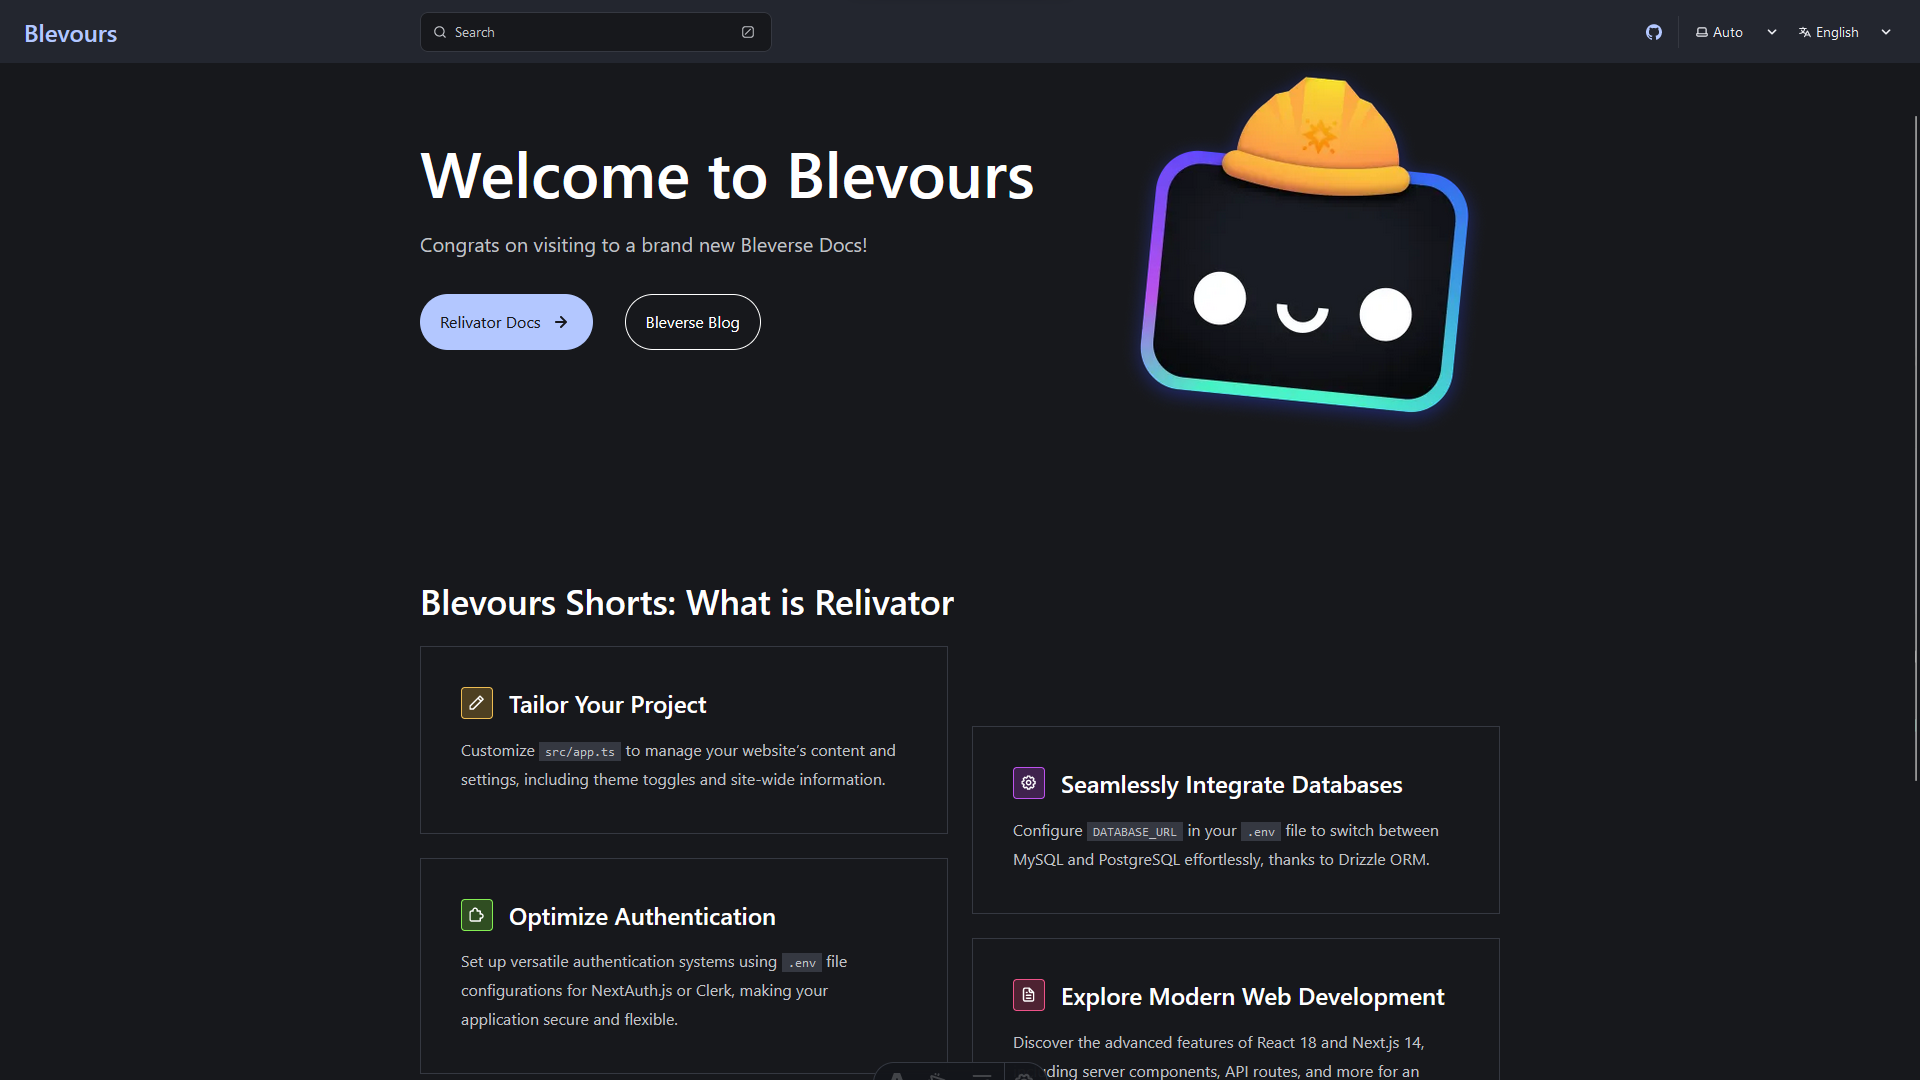 Blevours
Search
Auto
English
Welcome to Blevours
Congrats on visiting to a brand new Bleverse Docs!
Relivator Docs
Bleverse Blog
Blevours Shorts: What is Relivator
Tailor Your Project
Customize src/app.ts to manage your website's content and
settings, including theme toggles and site-wide information.
Seamlessly Integrate Databases
Configure DATABASE_URL in your .env file to switch between
MySQL and PostgreSQL effortlessly, thanks to Drizzle ORM.
Optimize Authentication
Set up versatile authentication systems using .env file
configurations for NextAuth.js or Clerk, making your
application secure and flexible.
Explore Modern Web Development
Discover the advanced features of React 18 and Next.js 14,
server components, API routes, and more for an